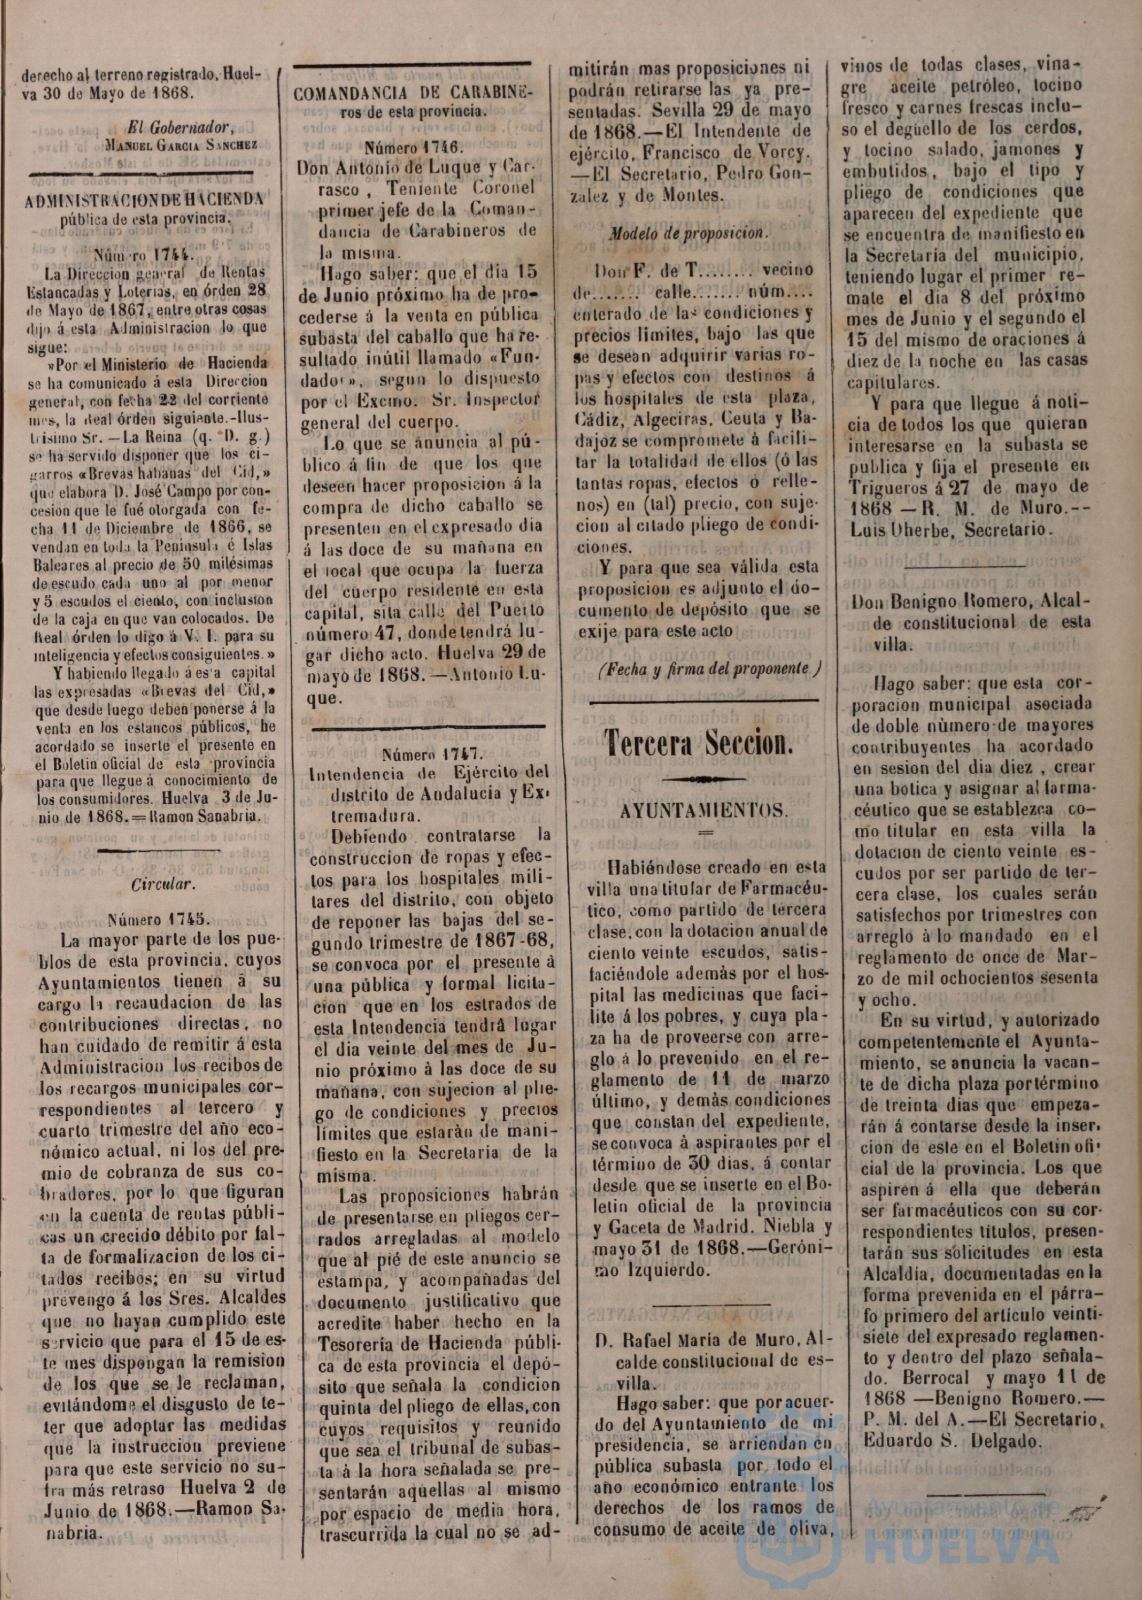 derecho al terreno registrado. Huel-
va 30 de Mayo de 1868.
El Gobernador,
MANUEL GARCIA SANCHEZ
ADMINISTRACION DE HACIENDA
pública de esta provincia.
Número 1744.
La Direccion general de Rentas
Estancadas y Loterias, en órden 28
de Mayo de 1867, entre otras cosas
dijo á esta Administracion lo que
sigue:
»Por el Ministerio de Hacienda
se ha comunicado á esta Direccion
general, con fecha 22 del corriente
mes, la Real órden siguiente.-Ilus-
trisimo Sr. —La Reina (q. D. g.)
se ha servido disponer que los ci-
garros «Brevas habanas del Cid,»
que elabora D. José Campo por con-
cesion que le fué otorgada con fe-
cha 11 de Diciembre de 1866, se
vendan en toda la Peninsula é Islas
Baleares al precio de 50 milésimas
de escudo cada uno al por menor
y 5 escudos el ciento, con inclusion
de la caja en que van colocados. De
Real órden lo digo á V. I. para su
inteligencia y efectos consiguientes.»
Y habiendo llegado á es'a capital
las expresadas «Brevas del Cid,»
que desde luego deben ponerse á la
venta en los estancos públicos, he
acordado se inserte el presente en
el Boletin oficial de esta provincia
para que llegue á conocimiento de
los consumidores. Huelva 3 de Ju-
nio de 1868.=Ramon Sanabria.
Circular.
Número 1745.
La mayor parte de los pue-
blos de esta provincia, cuyos
Ayuntamientos tienen á su
cargo la recaudacion de las
contribuciones directas, no
han cuidado de remitir á esta
Administracion los recibos de
los recargos municipales cor-
respondientes al tercero y
cuarto trimestre del año eco-
nómico actual, ni los del pre-
mio de cobranza de sus co-
bradores, por lo que figuran
en la cuenta de rentas públi-
cas un crecido débito por fal-
ta de formalizacion de los ci-
tados recibos; en su virtud
prevengo á los Sres. Alcaldes
que no hayan cumplido este
servicio que para el 15 de es-
te mes dispongan la remision
de los que se le reclaman,
evitándome el disgusto de te-
ter que adoptar las medidas
que la instruccion previene
para que este servicio no su-
fra más retraso Huelva 2 de
Junio de 1868.—Ramon Sa-
nabria.
COMANDANCIA DE CARABINE-
ros de esta provincia.
Número 1746.
Don Antonio de Luque y Car-
rasco, Teniente Coronel
primer jefe de la Coman-
dancia de Carabineros de
la misma.
Hago saber: que el dia 15
de Junio próximo ha de pro-
cederse á la venta en pública
subasta del caballo que ha re-
sultado inútil llamado «Fun-
dador», segun lo dispuesto
por el Excmo. Sr. Inspector
general del cuerpo.
Lo que se anuncia al pú-
blico á fin de que los que
deseen hacer proposicion á la
compra de dicho caballo se
presenten en el expresado dia
á las doce de su mañana en
el local que ocupa la fuerza
del cuerpo residente en esta
capital, sita calle del Puerto
número 47, donde tendrá lu-
gar dicho acto. Huelva 29 de
mayo de 1868. —Antonio Lu-
que.
Número 1747.
Intendencia de Ejército del
distrito de Andalucía y Ex-
tremadura.
Debiendo contratarse la
construccion de ropas y efec-
tos para los hospitales mili-
tares del distrito, con objeto
de reponer las bajas del se-
gundo trimestre de 1867-68,
se convoca por el presente á
una pública y formal licita-
cion que en los estrados de
esta Intendencia tendrá lugar
el dia veinte del mes de Ju-
nio próximo á las doce de su
mañana, con sujecion al plie-
go de condiciones y precios
límites que estarán de mani-
fiesto en la Secretaria de la
misma.
Las proposiciones habrán
de presentarse en pliegos cer-
rados arregladas al modelo
que al pié de este anuncio se
estampa, y acompañadas del
documento justificativo que
acredite haber hecho en la
Tesorería de Hacienda públi-
ca de esta provincia el depó-
sito que señala la condicion
quinta del pliego de ellas, con
cuyos requisitos y reunido
que sea el tribunal de subas-
ta á la hora señalada se pre-
sentarán aquellas al mismo
por espacio de media hora,
trascurrida la cual no se ad-
mitirán mas proposiciones ni
podrán retirarse las ya pre-
sentadas. Sevilla 29 de mayo
de 1868.—El Intendente de
ejército, Francisco de Vorcy.
—El Secretario, Pedro Gon-
zalez y de Montes.
Modelo de proposicion.
Don F. de T........ vecino
de....... calle....... núm....
enterado de las condiciones y
precios límites, bajo las que
se desean adquirir varias ro-
pas y efectos con destinos á
los hospitales de esta plaza,
Cádiz, Algeciras, Ceuta y Ba-
dajoz se compromete á facili-
tar la totalidad de ellos (ó las
tantas ropas, efectos ó relle-
nos) en (tal) precio, con suje-
cion al citado pliego de condi-
ciones.
Y para que sea válida esta
proposicion es adjunto el do-
cumento de depósito que se
exije para este acto
(Fecha y firma del proponente )
Tercera Seccion.
AYUNTAMIENTOS.
Habiéndose creado en esta
villa una titular de Farmacéu-
tico, como partido de tercera
clase, con la dotacion anual de
ciento veinte escudos, satis-
faciéndole además por el hos-
pital las medicinas que faci-
lite á los pobres, y cuya pla-
za ha de proveerse con arre-
glo á lo prevenido en el re-
glamento de 11 de marzo
último, y demás condiciones
que constan del expediente,
se convoca á aspirantes por el
término de 30 dias, á contar
desde que se inserte en el Bo-
letin oficial de la provincia
y Gaceta de Madrid. Niebla y
mayo 31 de 1868.—Geróni-
mo Izquierdo.
D. Rafael María de Muro, Al-
calde constitucional de es-
villa.
Hago saber: que por acuer-
do del Ayuntamiento de mi
presidencia, se arriendan en
pública subasta por todo el
año económico entrante los
derechos de los ramos de
consumo de aceite de oliva,
vinos de todas clases, vina-
gre aceite petróleo, tocino
fresco y carnes frescas inclu-
so el degüello de los cerdos,
y tocino salado, jamones y
embutidos, bajo el tipo y
pliego de condiciones que
aparecen del expediente que
se encuentra de manifiesto en
la Secretaría del municipio,
teniendo lugar el primer re-
mate el dia 8 del próximo
mes de Junio y el segundo el
15 del mismo de oraciones á
diez de la noche en las casas
capitulares.
Y para que llegue á noti-
cia de todos los que quieran
interesarse en la subasta se
publica y fija el presente en
Trigueros á 27 de mayo de
1868 —R. M. de Muro.--
Luis Uherbe, Secretario.
Don Benigno Romero, Alcal-
de constitucional de esta
villa.
Hago saber: que esta cor-
poracion municipal asociada
de doble número de mayores
contribuyentes ha acordado
en sesion del dia diez, crear
una botica y asignar al farma-
céutico que se establezca co-
mo titular en esta villa la
dotacion de ciento veinte es-
cudos por ser partido de ter-
cera clase, los cuales serán
satisfechos por trimestres con
arreglo á lo mandado en el
reglamento de once de Mar-
zo de mil ochocientos sesenta
y ocho.
En su virtud, y autorizado
competentemente el Ayunta-
miento, se anuncia la vacan-
te de dicha plaza por término
de treinta dias que empeza-
rán á contarse desde la inser-
cion de este en el Boletin ofi-
cial de la provincia. Los que
aspiren á ella que deberán
ser farmacéuticos con su cor-
respondientes títulos, presen-
tarán sus solicitudes en esta
Alcaldía, documentadas en la
forma prevenida en el párra-
fo primero del artículo veinti-
siete del expresado reglamen-
to y dentro del plazo señala-
do. Berrocal y mayo 11 de
1868 —Benigno Romero.—
P. M. del A.—El Secretario,
Eduardo S. Delgado.
HUELVA